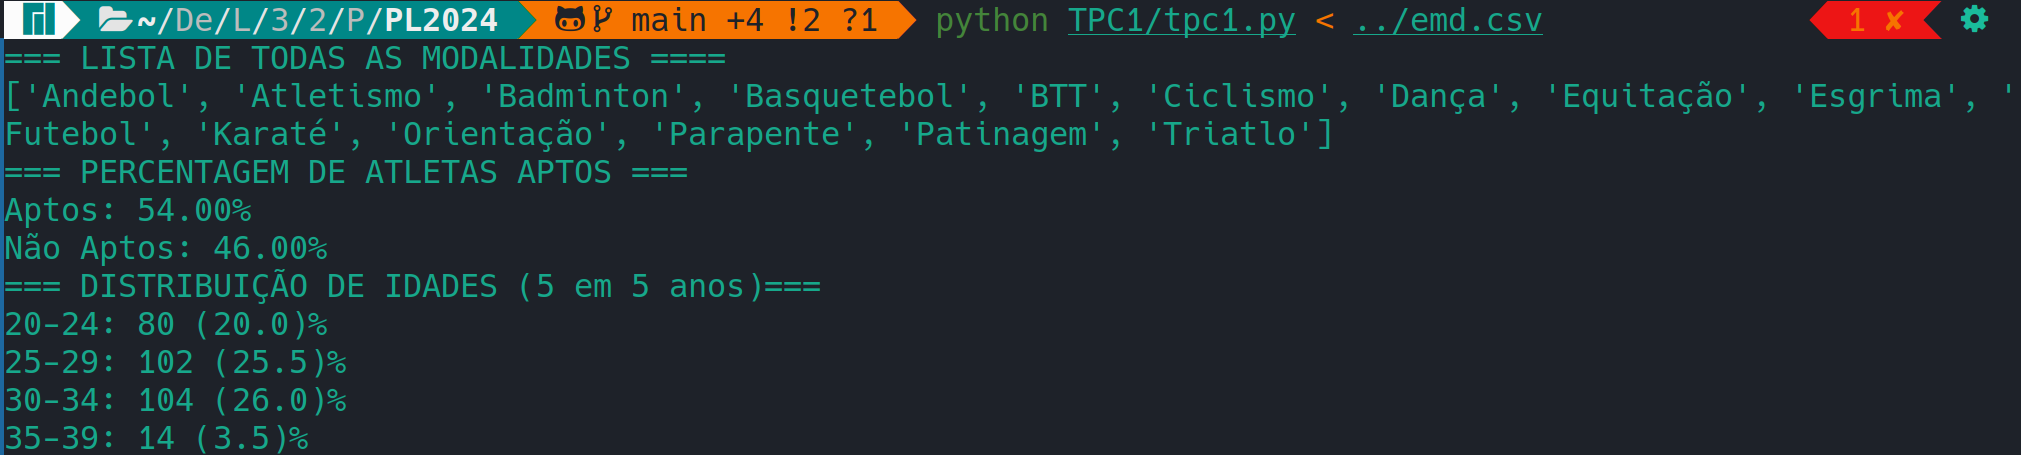 ~/De/L/3/2/P/PL2024 main +4 !2 ?1 python TPC1/tpc1.py < ../emd.csv 1 ✘
=== LISTA DE TODAS AS MODALIDADES ====
['Andebol', 'Atletismo', 'Badminton', 'Basquetebol', 'BTT', 'Ciclismo', 'Dança', 'Equitação', 'Esgrima', '
Futebol', 'Karaté', 'Orientação', 'Parapente', 'Patinagem', 'Triatlo']
=== PERCENTAGEM DE ATLETAS APTOS ===
Aptos: 54.00%
Não Aptos: 46.00%
=== DISTRIBUIÇÃO DE IDADES (5 em 5 anos)===
20-24: 80 (20.0)%
25-29: 102 (25.5)%
30-34: 104 (26.0)%
35-39: 14 (3.5)%